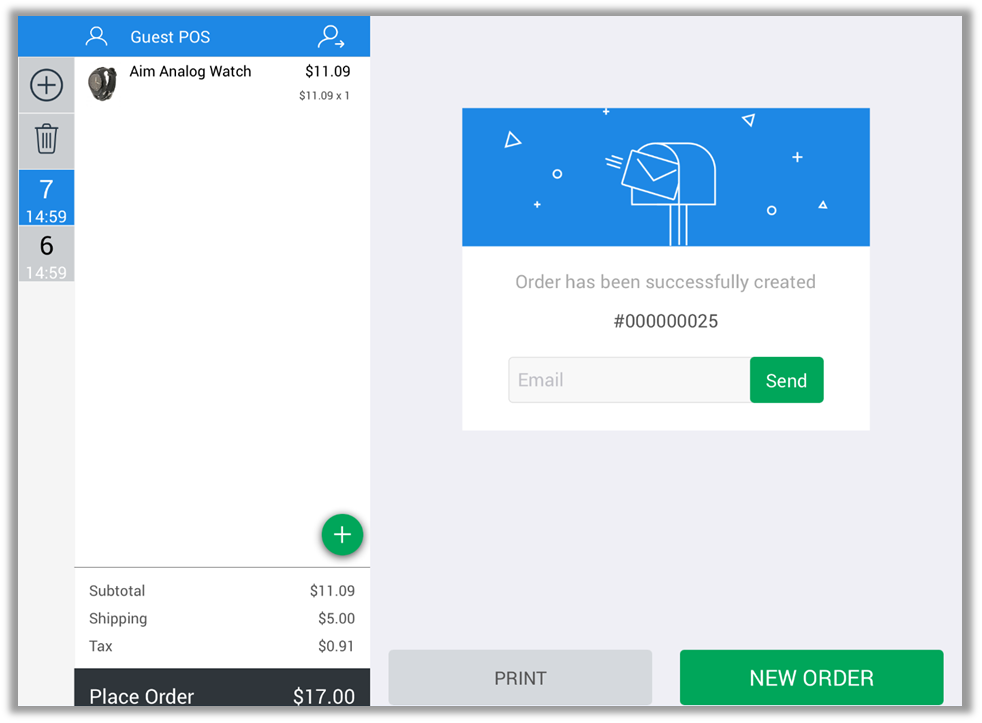 Guest POS
Aim Analog Watch $11.09
$11.09 x 1
7
14:59
6
14:59
Subtotal $11.09
Shipping $5.00
Tax $0.91
Place Order $17.00
Order has been successfully created
#000000025
Email Send
PRINT NEW ORDER